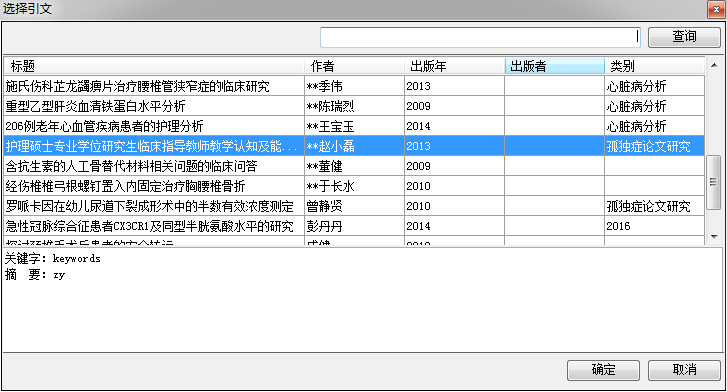 选择引文
查询
标题 作者 出版年 出版者 类别
施氏伤科芷龙蠲痹片治疗腰椎管狭窄症的临床研究 **季伟 2013 心脏病分析
重型乙型肝炎血清铁蛋白水平分析 **陈瑞烈 2009 心脏病分析
206例老年心血管疾病患者的护理分析 **王宝玉 2014 心脏病分析
护理硕士专业学位研究生临床指导教师教学认知及能... **赵小磊 2013 孤独症论文研究
含抗生素的人工骨替代材料相关问题的临床问答 **董健 2009
经伤椎椎弓根螺钉置入内固定治疗胸腰椎骨折 **于长水 2010
罗哌卡因在幼儿尿道下裂成形术中的半数有效浓度测定 曾静贤 2010 孤独症论文研究
急性冠脉综合征患者CX3CR1及同型半胱氨酸水平的研究 彭丹丹 2014 2016
关键字: keywords
摘 要: zy
确定 取消